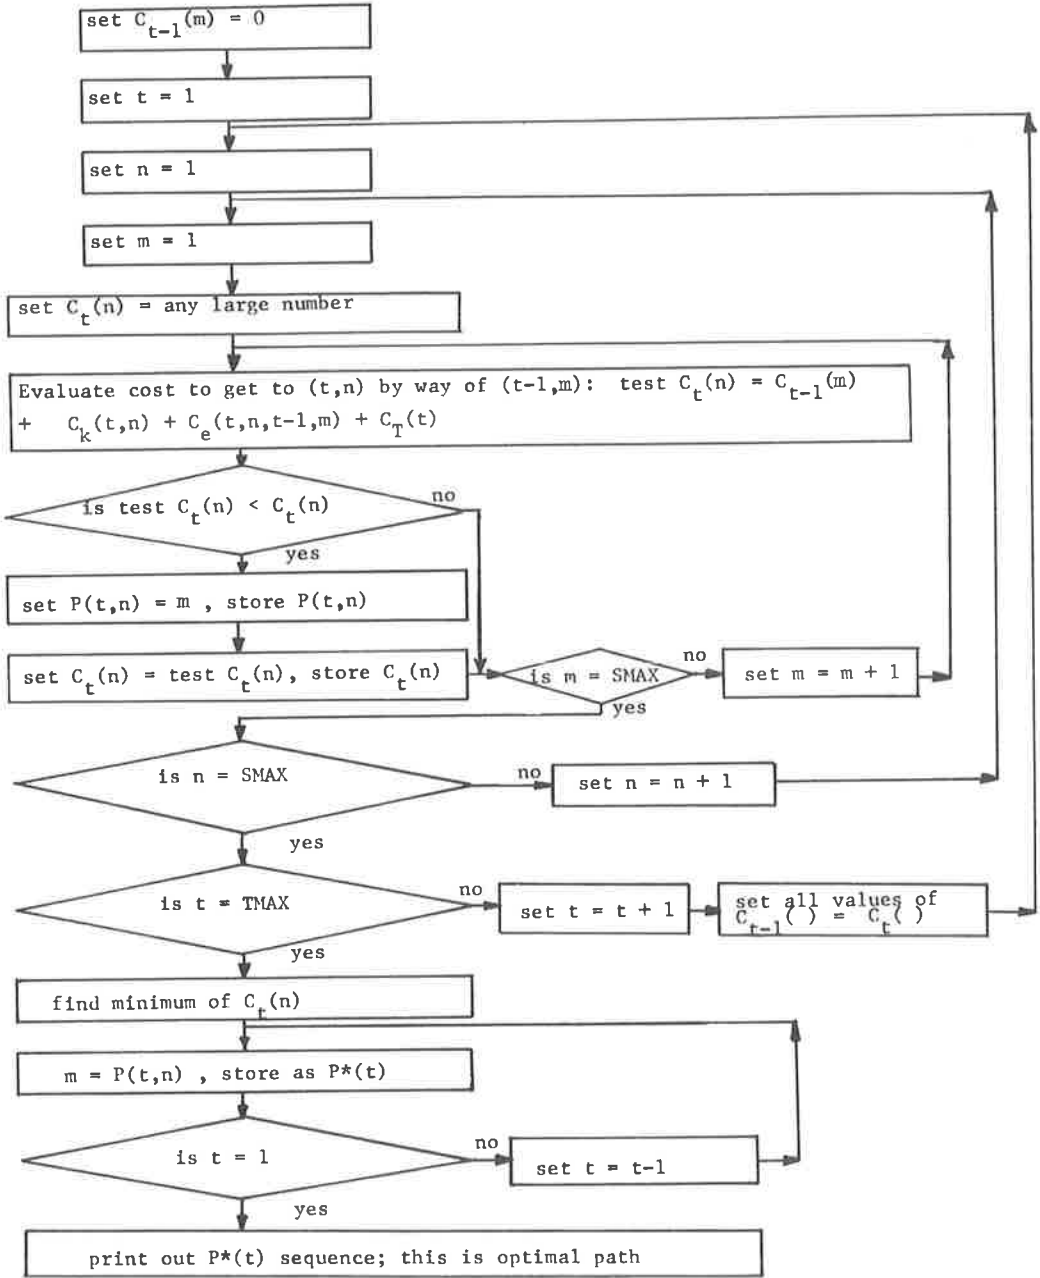 set C_{t-1}(m) = 0
set t = 1
set n = 1
set m = 1
set C_t(n) = any large number
Evaluate cost to get to (t,n) by way of (t-1,m): test C_t(n) = C_{t-1}(m)
+ C_k(t,n) + C_e(t,n,t-1,m) + C_T(t)
is test C_t(n) < C_t(n)
no
yes
set P(t,n) = m , store P(t,n)
set C_t(n) = test C_t(n), store C_t(n)
is m = SMAX
no
set m = m + 1
yes
is n = SMAX
no
set n = n + 1
yes
is t = TMAX
no
set t = t + 1
set all values of
C_{t-1}( ) = C_t( )
yes
find minimum of C_t(n)
m = P(t,n) , store as P*(t)
is t = 1
no
set t = t-1
yes
print out P*(t) sequence; this is optimal path